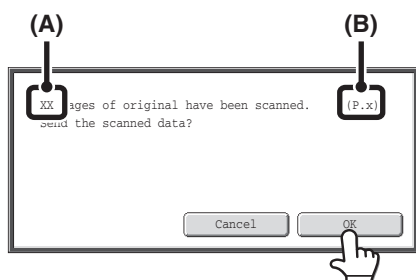 (A) (B)
XX ages of original have been scanned. (P.x)
Send the scanned data?
Cancel OK